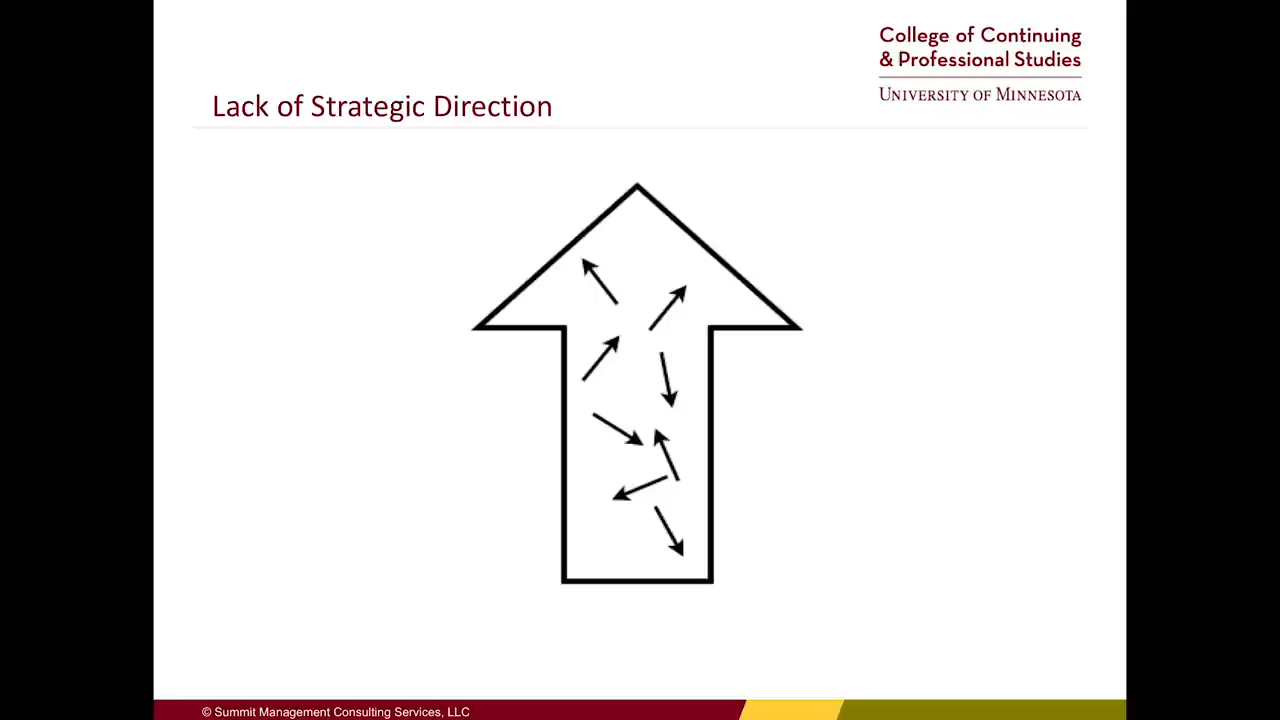 College of Continuing
& Professional Studies
UNIVERSITY OF MINNESOTA
Lack of Strategic Direction
© Summit Management Consulting Services, LLC